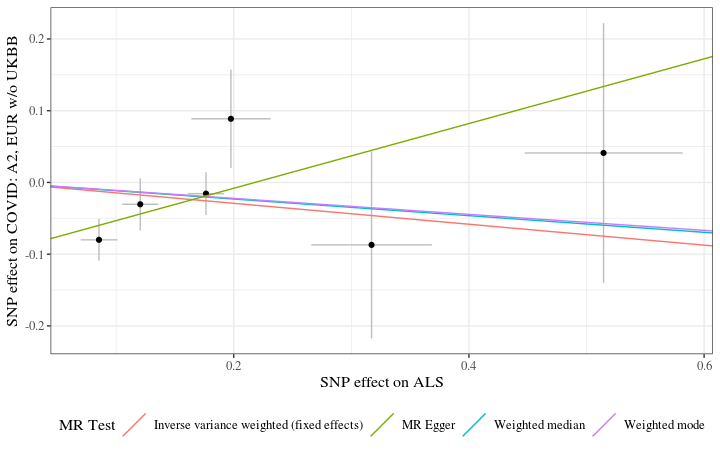 SNP effect on COVID: A2, EUR w/o UKBB
0.2
0.1
0.0
-0.1
-0.2
0.2 0.4 0.6
SNP effect on ALS
MR Test Inverse variance weighted (fixed effects) MR Egger Weighted median Weighted mode